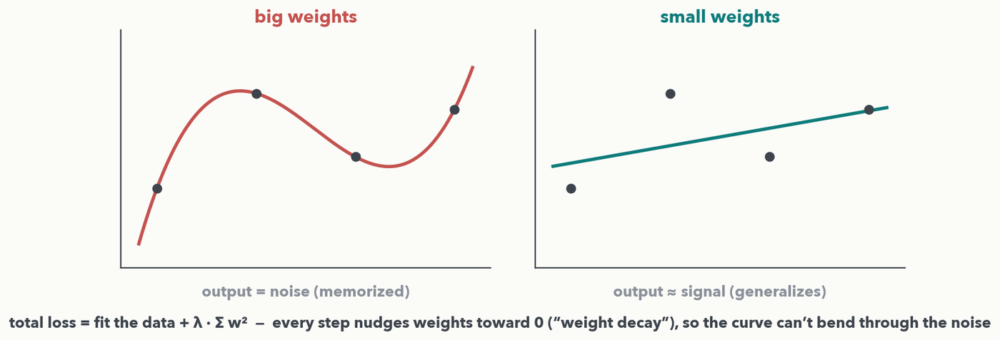 big weights
small weights
output = noise (memorized)
output ≈ signal (generalizes)
total loss = fit the data + λ · Σ w² – every step nudges weights toward 0 (“weight decay”), so the curve can’t bend through the noise